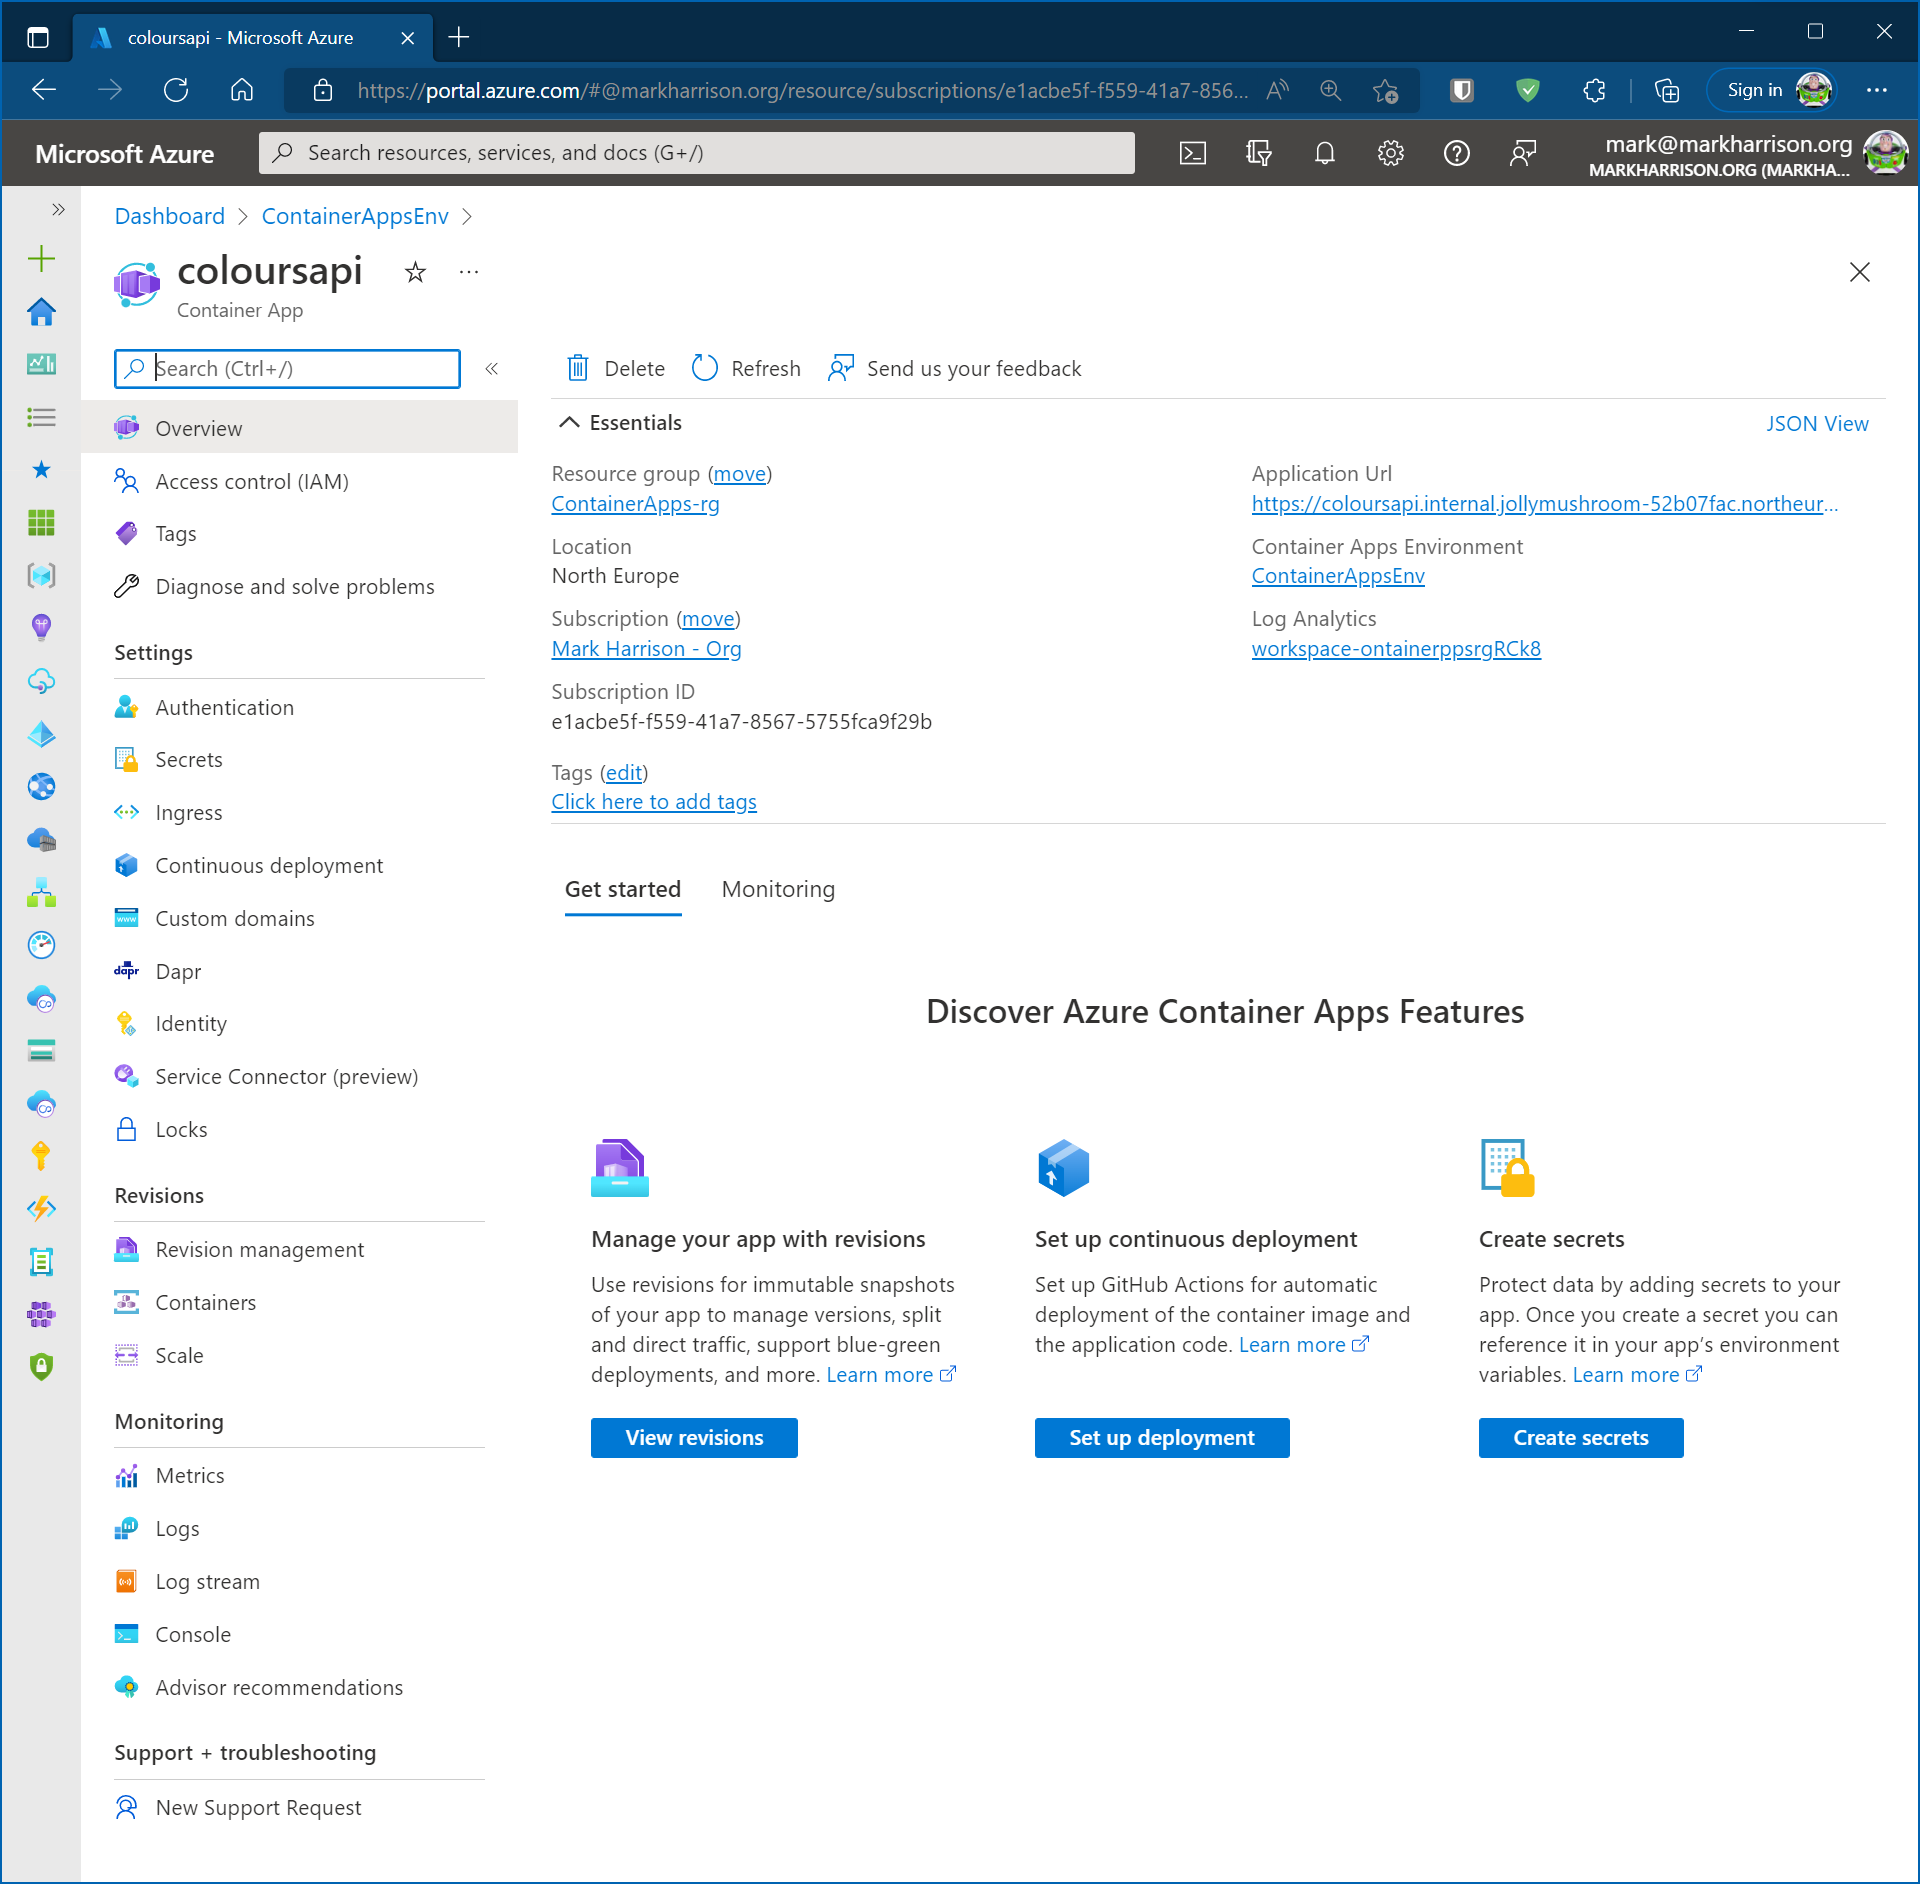 coloursapi - Microsoft Azure
https://portal.azure.com/#@markharrison.org/resource/subscriptions/e1acbe5f-f559-41a7-856...
Sign in
Microsoft Azure
Search resources, services, and docs (G+/)
mark@markharrison.org
MARKHARRISON.ORG (MARKHA...
Dashboard > ContainerAppsEnv >
coloursapi
Container App
Search (Ctrl+/)
Overview
Access control (IAM)
Tags
Diagnose and solve problems
Settings
Authentication
Secrets
Ingress
Continuous deployment
www
Custom domains
dapr
Dapr
Identity
Service Connector (preview)
Locks
Revisions
Revision management
Containers
Scale
Monitoring
Metrics
Logs
Log stream
Console
Advisor recommendations
Support + troubleshooting
New Support Request
Delete
Refresh
Send us your feedback
Essentials
JSON View
Resource group (move)
ContainerApps-rg
Location
North Europe
Subscription (move)
Mark Harrison - Org
Subscription ID
e1acbe5f-f559-41a7-8567-5755fca9f29b
Tags (edit)
Click here to add tags
Application Url
https://coloursapi.internal.jollymushroom-52b07fac.northeur...
Container Apps Environment
ContainerAppsEnv
Log Analytics
workspace-ontainerppsrgRCk8
Get started
Monitoring
Discover Azure Container Apps Features
Manage your app with revisions
Use revisions for immutable snapshots
of your app to manage versions, split
and direct traffic, support blue-green
deployments, and more. Learn more
View revisions
Set up continuous deployment
Set up GitHub Actions for automatic
deployment of the container image and
the application code. Learn more
Set up deployment
Create secrets
Protect data by adding secrets to your
app. Once you create a secret you can
reference it in your app’s environment
variables. Learn more
Create secrets